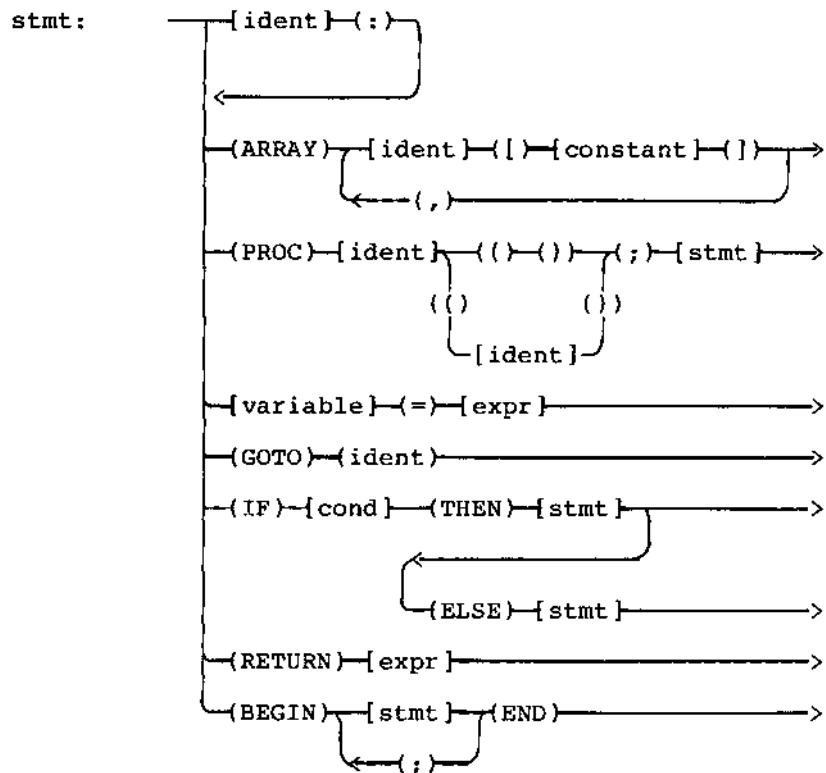 stmt: [ident] (:)
(ARRAY) [ident] ([) [constant] (])
(,)
(PROC) [ident] (() ()) (;) [stmt]
(() ())
[ident]
[variable] (=) [expr]
(GOTO) (ident)
(IF) [cond] (THEN) [stmt]
(ELSE) [stmt]
(RETURN) [expr]
(BEGIN) [stmt] (END)
(;)